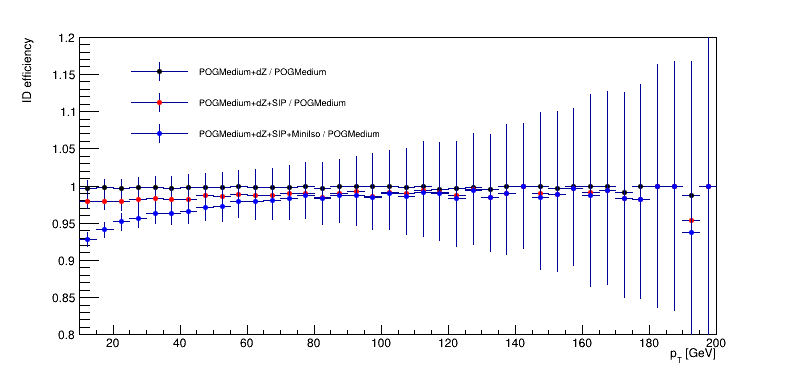 ID efficiency
1.2
1.15
1.1
1.05
1
0.95
0.9
0.85
0.8
POGMedium+dZ / POGMedium
POGMedium+dZ+SIP / POGMedium
POGMedium+dZ+SIP+MiniIso / POGMedium
20 40 60 80 100 120 140 160 180 200
p_T [GeV]